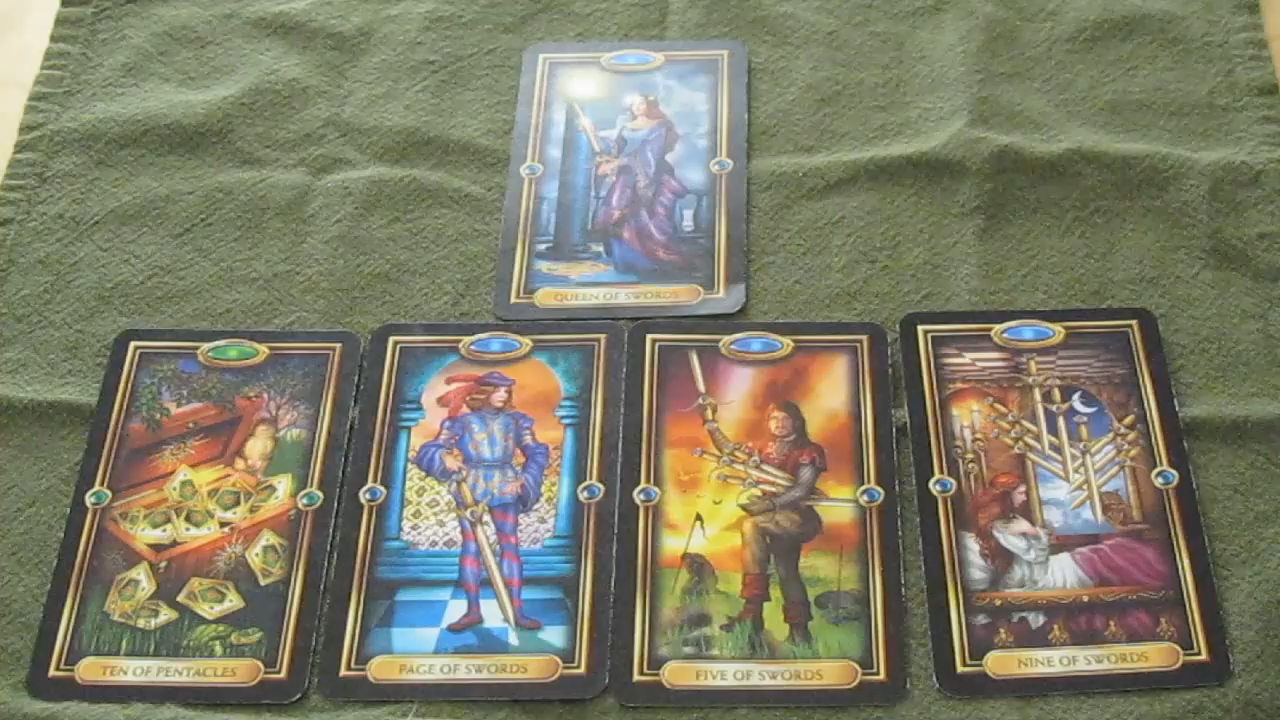 QUEEN OF SWORDS
TEN OF PENTACLES
PAGE OF SWORDS
FIVE OF SWORDS
NINE OF SWORDS